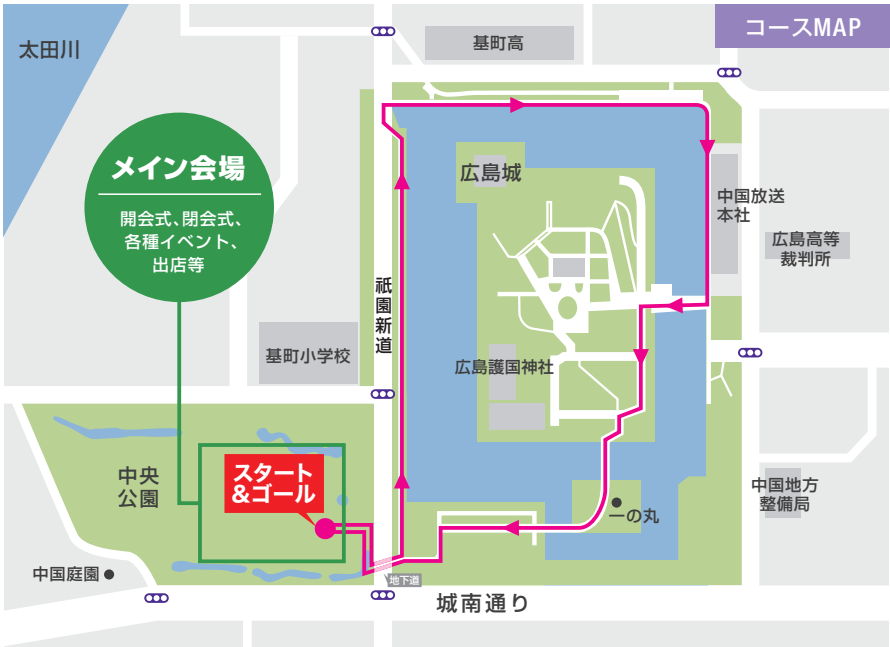 コースMAP
太田川
基町高
メイン会場
開会式、閉会式、
各種イベント、
出店等
広島城
中国放送
本社
広島高等
裁判所
祇園新道
基町小学校
広島護国神社
中央
公園
スタート
&ゴール
中国地方
整備局
一の丸
中国庭園
地下道
城南通り